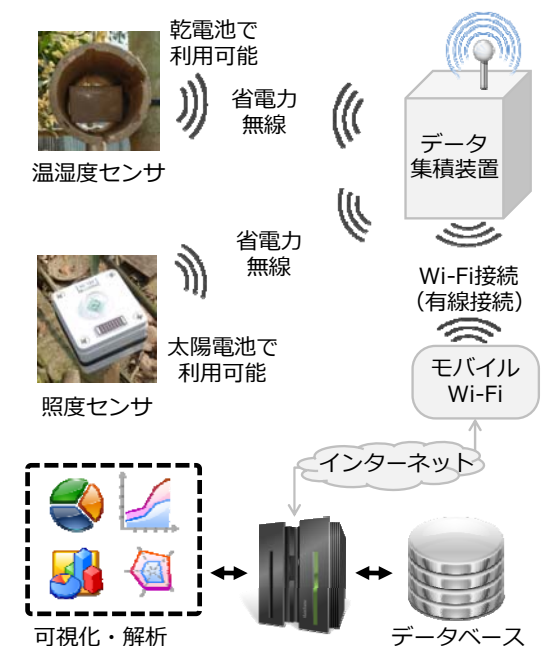 乾電池で
利用可能
省電力
無線
温湿度センサ
データ
集積装置
省電力
無線
Wi-Fi接続
(有線接続)
太陽電池で
利用可能
照度センサ
モバイル
Wi-Fi
インターネット
可視化・解析
データベース